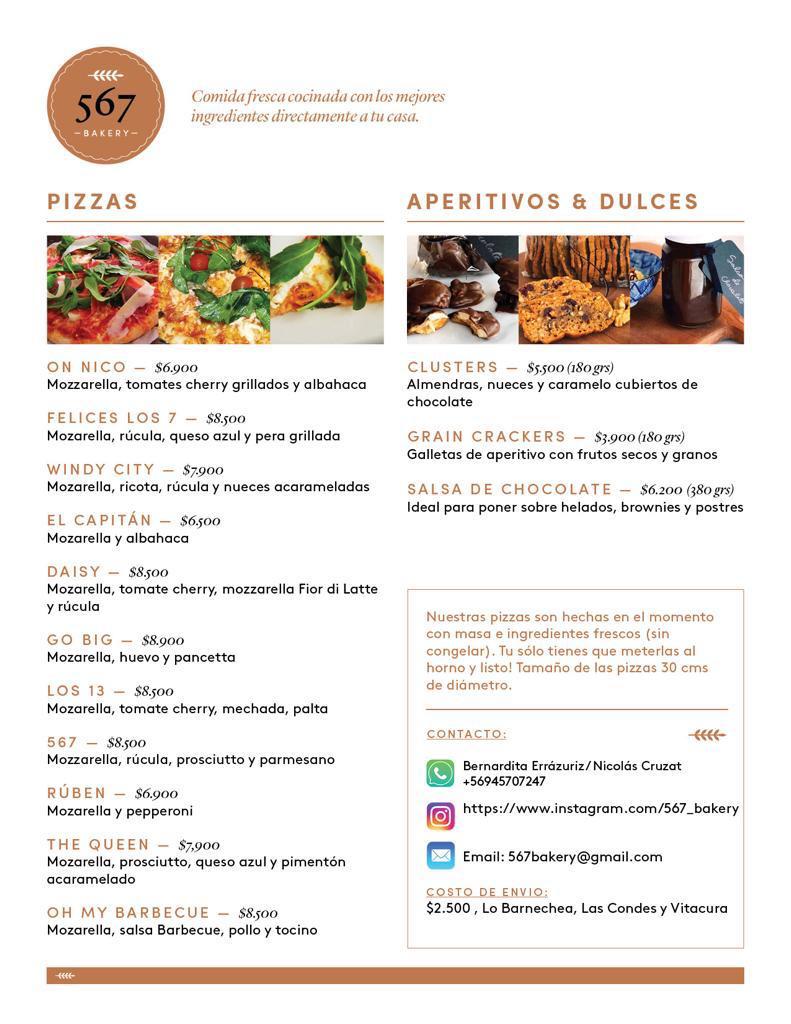 567
BAKERY
Comida fresca cocinada con los mejores
ingredientes directamente a tu casa.
PIZZAS
ON NICO — $6.900
Mozzarella, tomates cherry grillados y albahaca
FELICES LOS 7 — $8.500
Mozarella, rúcula, queso azul y pera grillada
WINDY CITY — $7.900
Mozarella, ricota, rúcula y nueces acarameladas
EL CAPITÁN — $6.500
Mozarella y albahaca
DAISY — $8.500
Mozarella, tomate cherry, mozzarella Fior di Latte
y rúcula
GO BIG — $8.900
Mozarella, huevo y pancetta
LOS 13 — $8.500
Mozarella, tomate cherry, mechada, palta
567 — $8.500
Mozzarella, rúcula, prosciutto y parmesano
RÚBEN — $6.900
Mozarella y pepperoni
THE QUEEN — $7,900
Mozarella, prosciutto, queso azul y pimentón
acaramelado
OH MY BARBECUE — $8.500
Mozarella, salsa Barbecue, pollo y tocino
APERITIVOS & DULCES
Salsa
de
chocolate
CLUSTERS — $5.500 (180 grs)
Almendras, nueces y caramelo cubiertos de
chocolate
GRAIN CRACKERS — $3.900 (180 grs)
Galletas de aperitivo con frutos secos y granos
SALSA DE CHOCOLATE — $6.200 (380 grs)
Ideal para poner sobre helados, brownies y postres
Nuestras pizzas son hechas en el momento
con masa e ingredientes frescos (sin
congelar). Tu sólo tienes que meterlas al
horno y listo! Tamaño de las pizzas 30 cms
de diámetro.
CONTACTO:
Bernardita Errázuriz / Nicolás Cruzat
+56945707247
https://www.instagram.com/567_bakery
Email: 567bakery@gmail.com
COSTO DE ENVIO:
$2.500 , Lo Barnechea, Las Condes y Vitacura